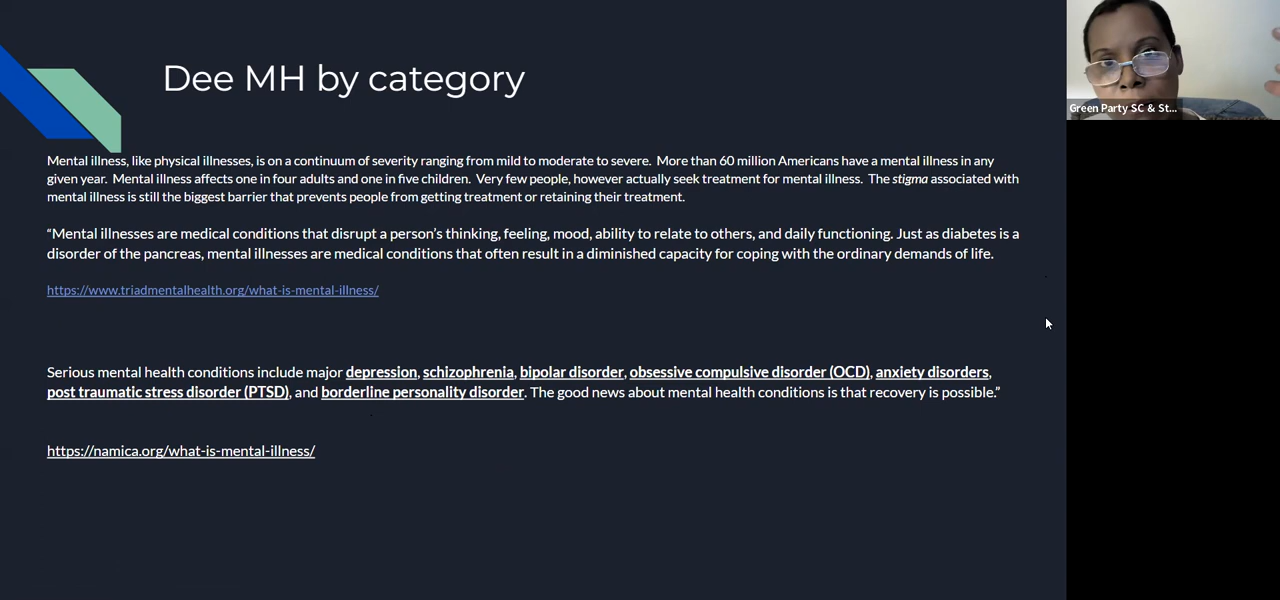 Dee MH by category
Green Party SC & St...
Mental illness, like physical illnesses, is on a continuum of severity ranging from mild to moderate to severe.  More than 60 million Americans have a mental illness in any
given year.  Mental illness affects one in four adults and one in five children.  Very few people, however actually seek treatment for mental illness.  The stigma associated with
mental illness is still the biggest barrier that prevents people from getting treatment or retaining their treatment.
“Mental illnesses are medical conditions that disrupt a person’s thinking, feeling, mood, ability to relate to others, and daily functioning. Just as diabetes is a
disorder of the pancreas, mental illnesses are medical conditions that often result in a diminished capacity for coping with the ordinary demands of life.
https://www.triadmentalhealth.org/what-is-mental-illness/
Serious mental health conditions include major depression, schizophrenia, bipolar disorder, obsessive compulsive disorder (OCD), anxiety disorders,
post traumatic stress disorder (PTSD), and borderline personality disorder. The good news about mental health conditions is that recovery is possible.”
https://namica.org/what-is-mental-illness/